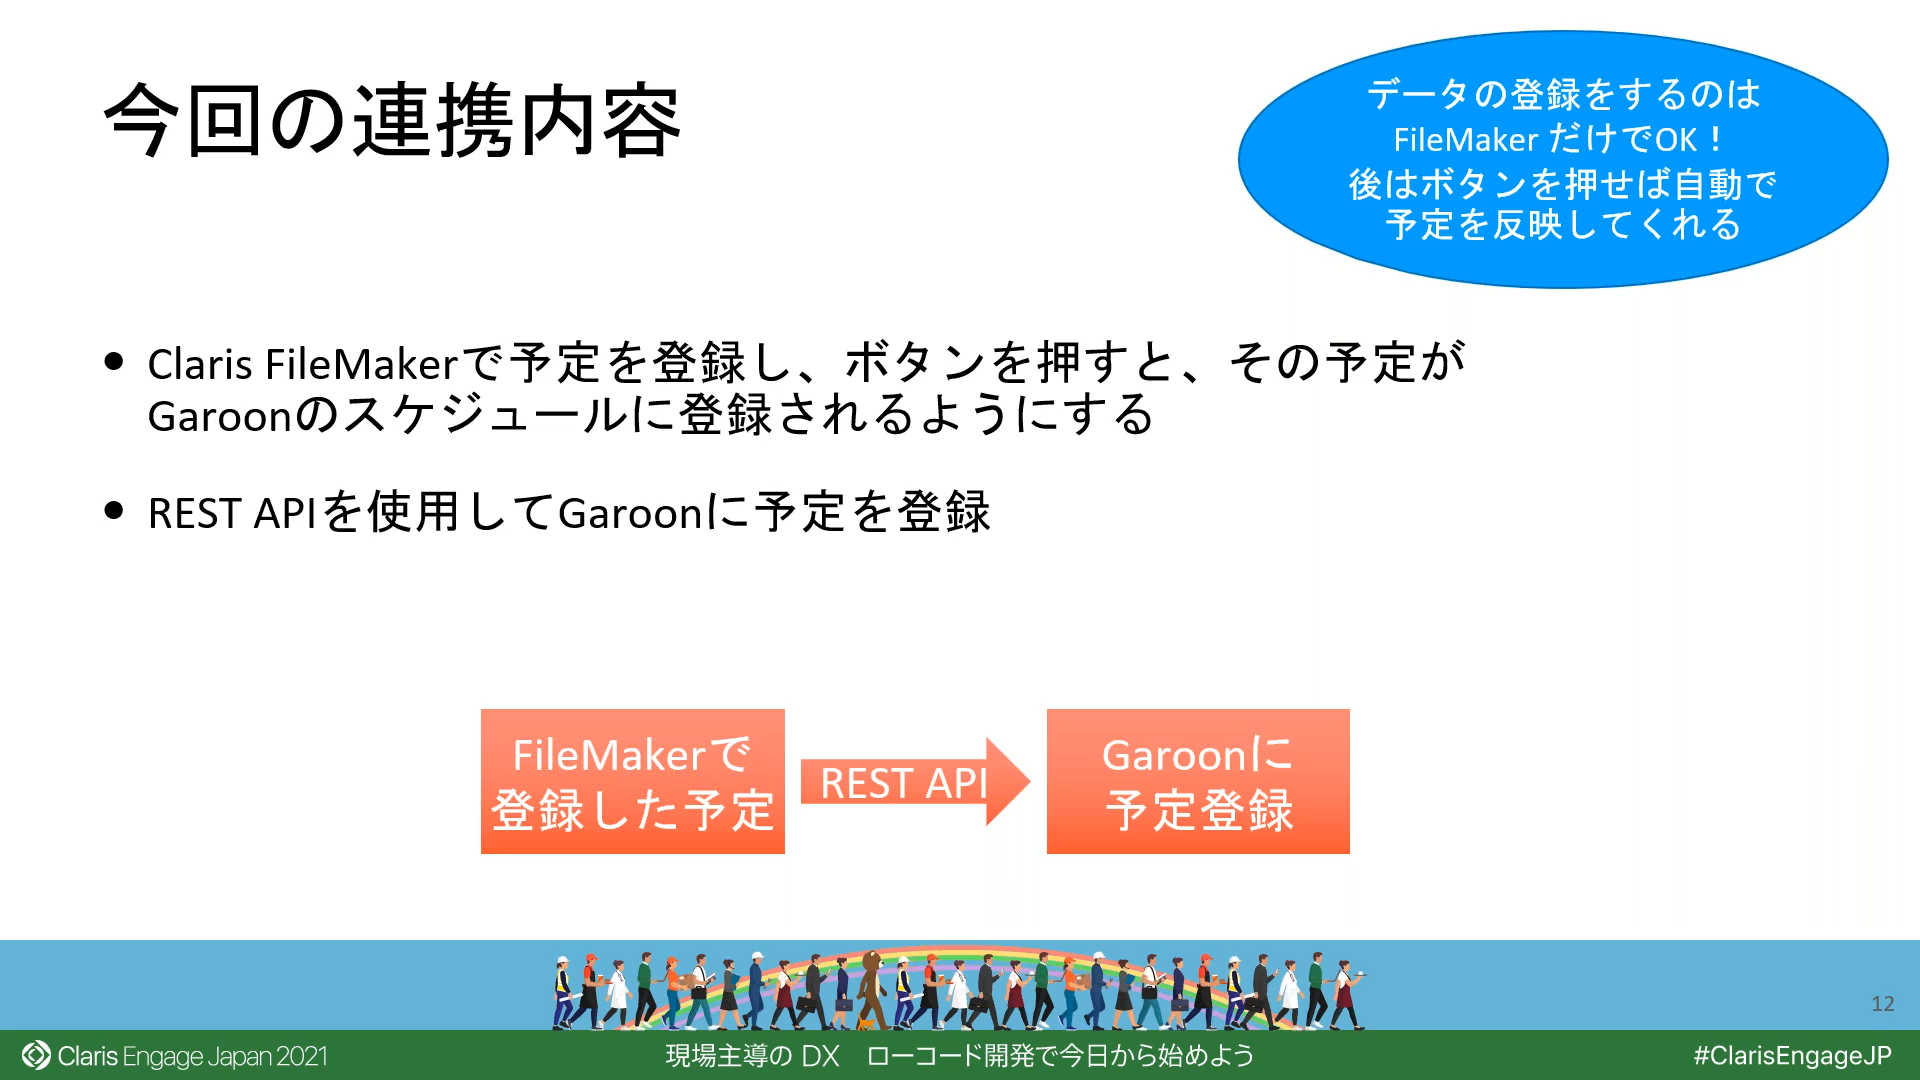 今回の連携内容
データの登録をするのは
FileMaker だけでOK！
後はボタンを押せば自動で
予定を反映してくれる
• Claris FileMakerで予定を登録し、ボタンを押すと、その予定が
Garoonのスケジュールに登録されるようにする
• REST APIを使用してGaroonに予定を登録
FileMakerで
登録した予定
REST API
Garoonに
予定登録
12
Claris Engage Japan 2021
現場主導の DX　ローコード開発で今日から始めよう
#ClarisEngageJP